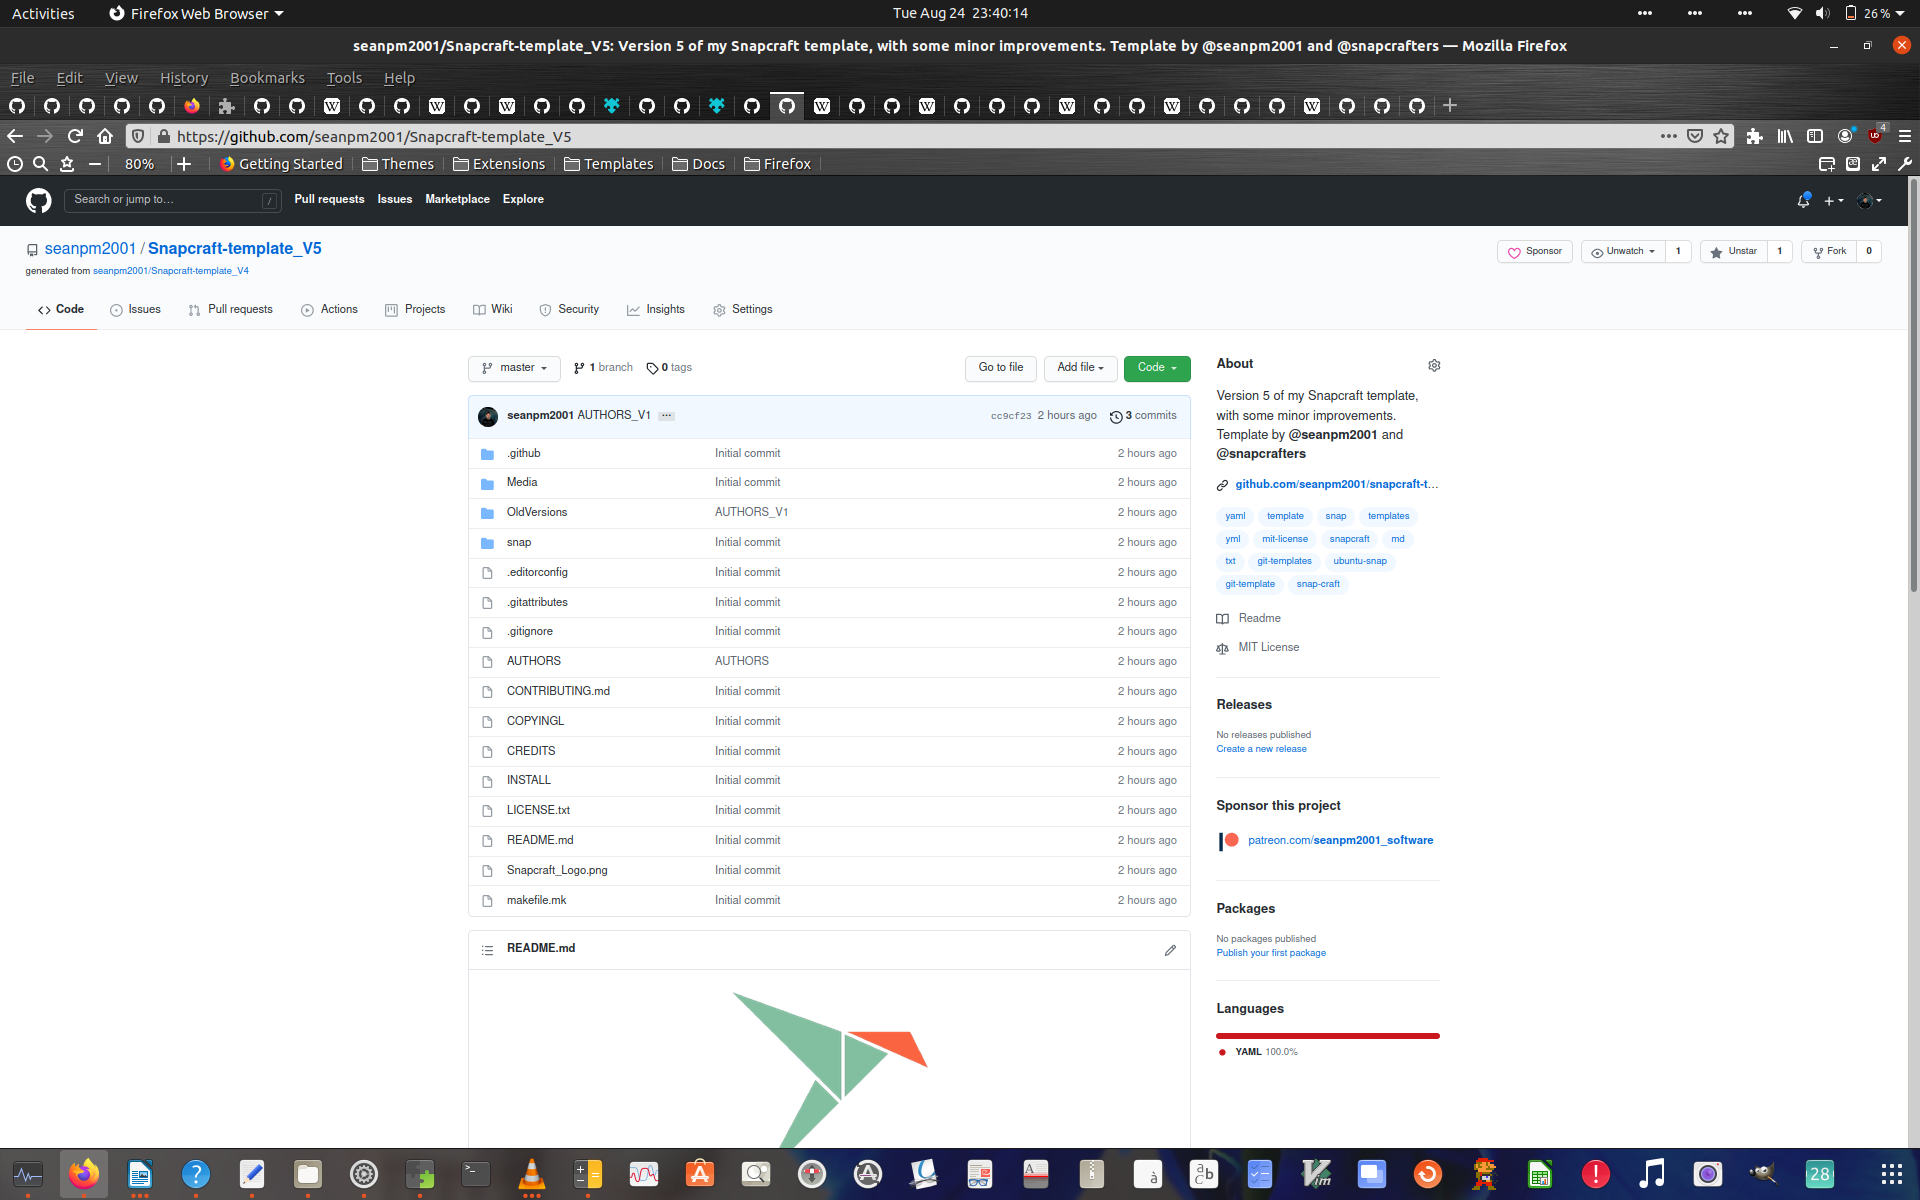 Activities Firefox Web Browser Tue Aug 24 23:40:14 26%
seanpm2001/Snapcraft-template_V5: Version 5 of my Snapcraft template, with some minor improvements. Template by @seanpm2001 and @snapcrafters — Mozilla Firefox
File Edit View History Bookmarks Tools Help
https://github.com/seanpm2001/Snapcraft-template_V5 4
80% Getting Started Themes Extensions Templates Docs Firefox
Search or jump to… / Pull requests Issues Marketplace Explore
seanpm2001 / Snapcraft-template_V5 Sponsor Unwatch 1 Unstar 1 Fork 0
generated from seanpm2001/Snapcraft-template_V4
Code Issues Pull requests Actions Projects Wiki Security Insights Settings
master 1 branch 0 tags Go to file Add file Code
seanpm2001 AUTHORS_V1 ... cc9cf23 2 hours ago 3 commits
.github Initial commit 2 hours ago
Media Initial commit 2 hours ago
OldVersions AUTHORS_V1 2 hours ago
snap Initial commit 2 hours ago
.editorconfig Initial commit 2 hours ago
.gitattributes Initial commit 2 hours ago
.gitignore Initial commit 2 hours ago
AUTHORS AUTHORS 2 hours ago
CONTRIBUTING.md Initial commit 2 hours ago
COPYINGL Initial commit 2 hours ago
CREDITS Initial commit 2 hours ago
INSTALL Initial commit 2 hours ago
LICENSE.txt Initial commit 2 hours ago
README.md Initial commit 2 hours ago
Snapcraft_Logo.png Initial commit 2 hours ago
makefile.mk Initial commit 2 hours ago
README.md
About
Version 5 of my Snapcraft template,
with some minor improvements.
Template by @seanpm2001 and
@snapcrafters
github.com/seanpm2001/snapcraft-t...
yaml template snap templates
yml mit-license snapcraft md
txt git-templates ubuntu-snap
git-template snap-craft
Readme
MIT License
Releases
No releases published
Create a new release
Sponsor this project
patreon.com/seanpm2001_software
Packages
No packages published
Publish your first package
Languages
YAML 100.0%
28